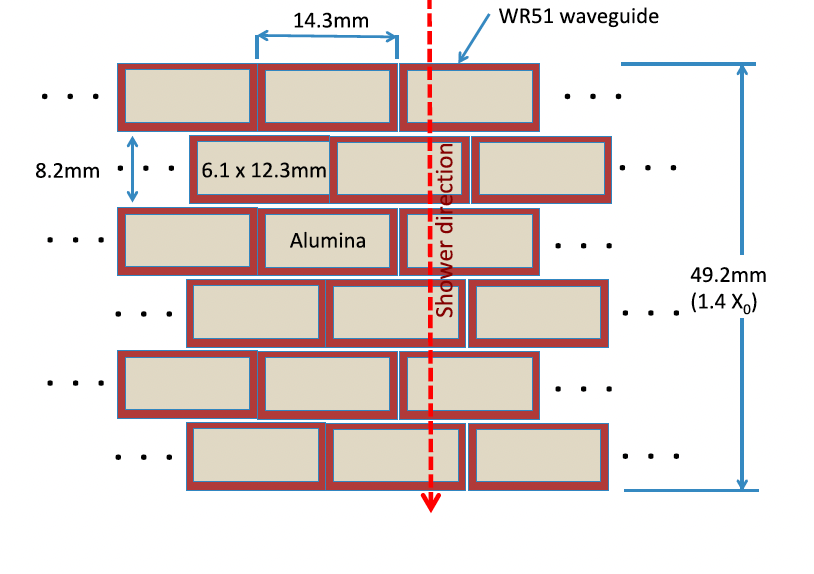 14.3mm
WR51 waveguide
8.2mm
6.1 x 12.3mm
Shower direction
Alumina
49.2mm
(1.4 X₀)